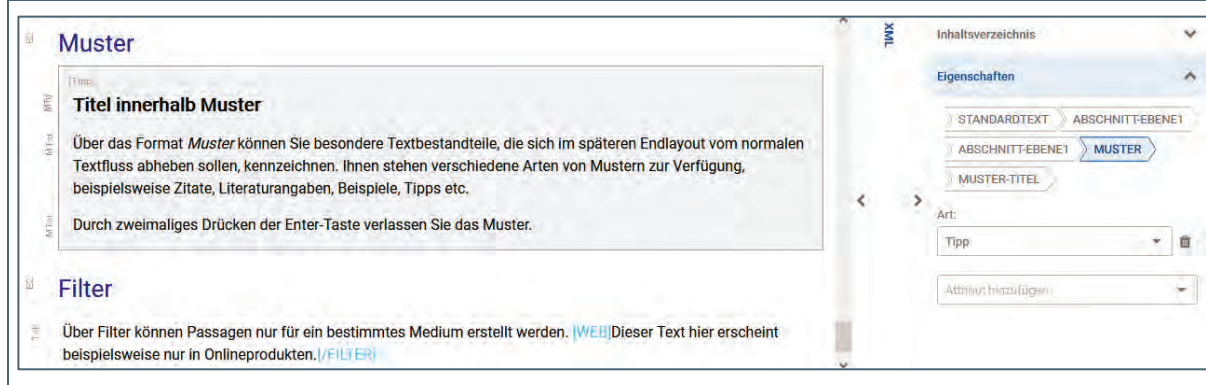 Muster
[Tipp]
Titel innerhalb Muster
Über das Format Muster können Sie besondere Textbestandteile, die sich im späteren Endlayout vom normalen
Textfluss abheben sollen, kennzeichnen. Ihnen stehen verschiedene Arten von Mustern zur Verfügung,
beispielsweise Zitate, Literaturangaben, Beispiele, Tipps etc.
Durch zweimaliges Drücken der Enter-Taste verlassen Sie das Muster.
Filter
Über Filter können Passagen nur für ein bestimmtes Medium erstellt werden. [WEB]Dieser Text hier erscheint
beispielsweise nur in Onlineprodukten.[/FILTER]
XML
Inhaltsverzeichnis
Eigenschaften
STANDARDTEXT ABSCHNITT-EBENE1
ABSCHNITT-EBENE1 MUSTER
MUSTER-TITEL
Art:
Tipp
Attribut hinzufügen